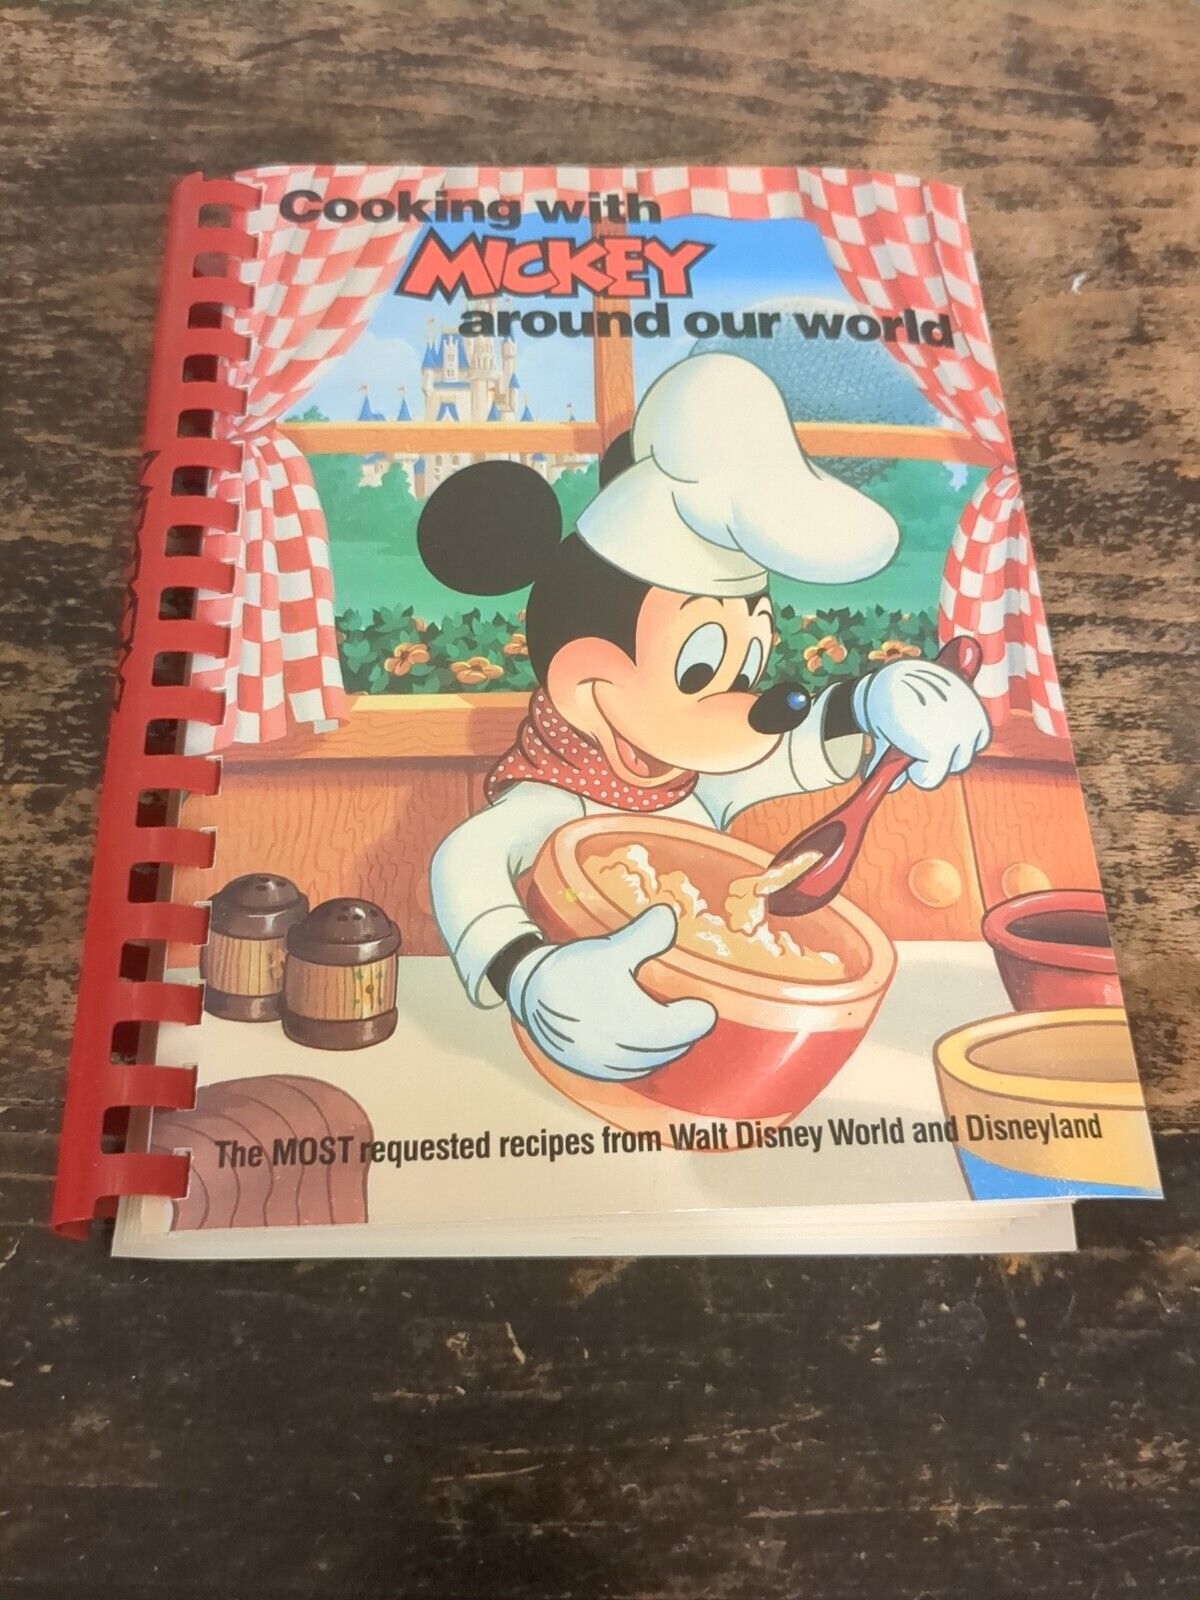 Cooking with
MICKEY
around our world
The MOST requested recipes from Walt Disney World and Disneyland